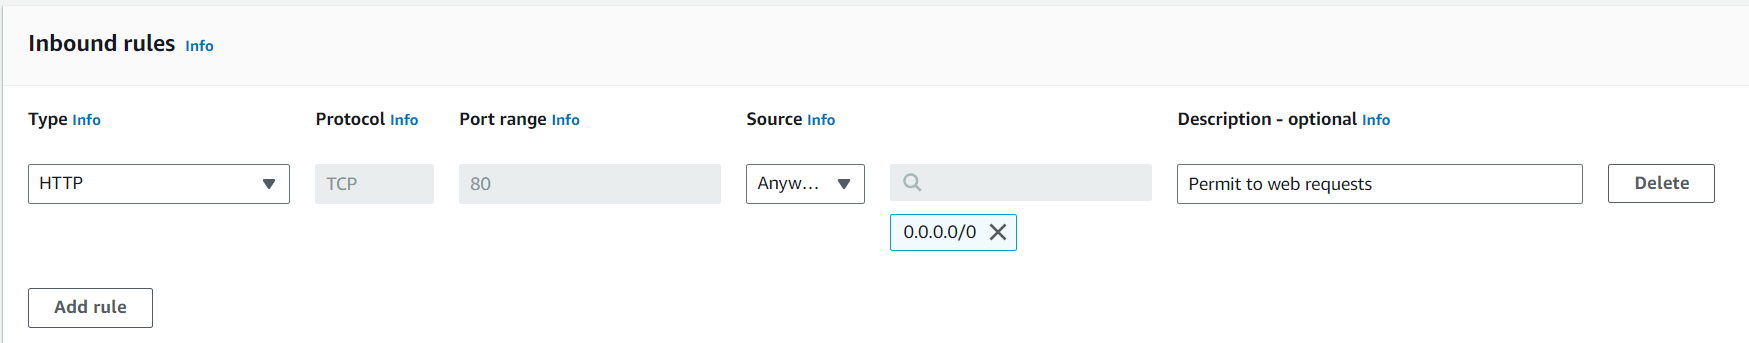 Inbound rules Info
Type Info Protocol Info Port range Info Source Info Description - optional Info
HTTP TCP 80 Anyw... Permit to web requests Delete
0.0.0.0/0
Add rule